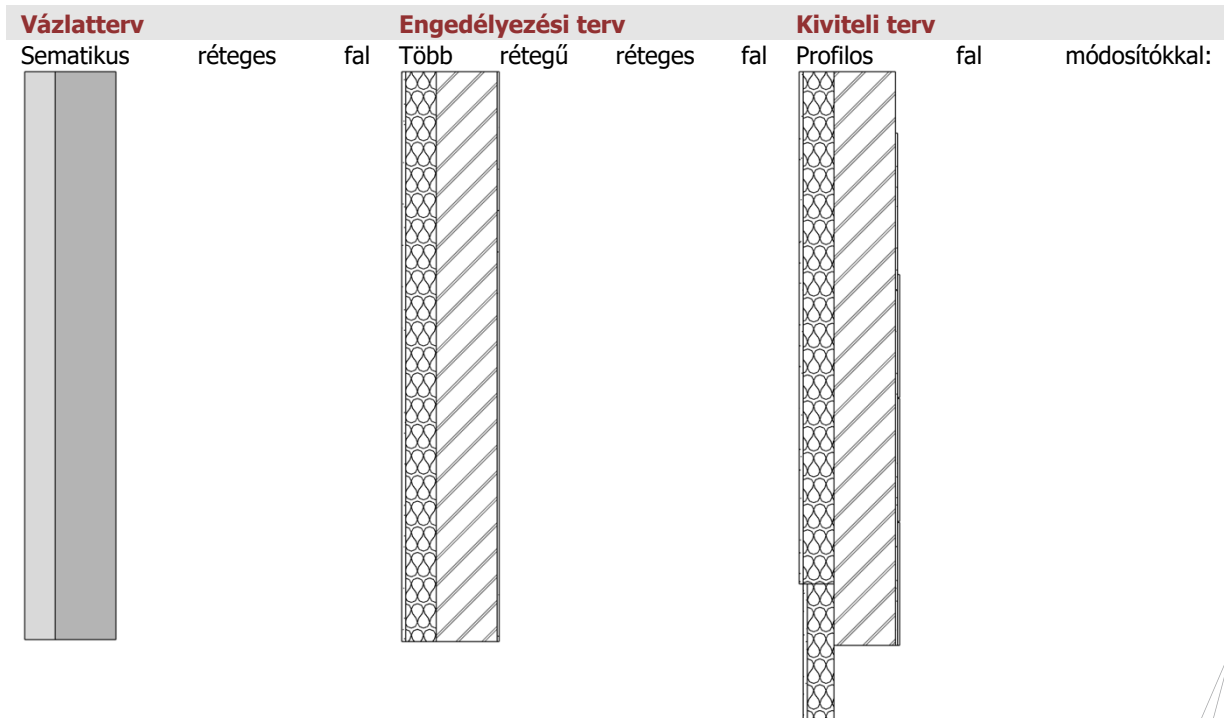 Vázlatterv Engedélyezési terv Kiviteli terv
Sematikus réteges fal Több rétegű réteges fal Profilos fal módosítókkal: